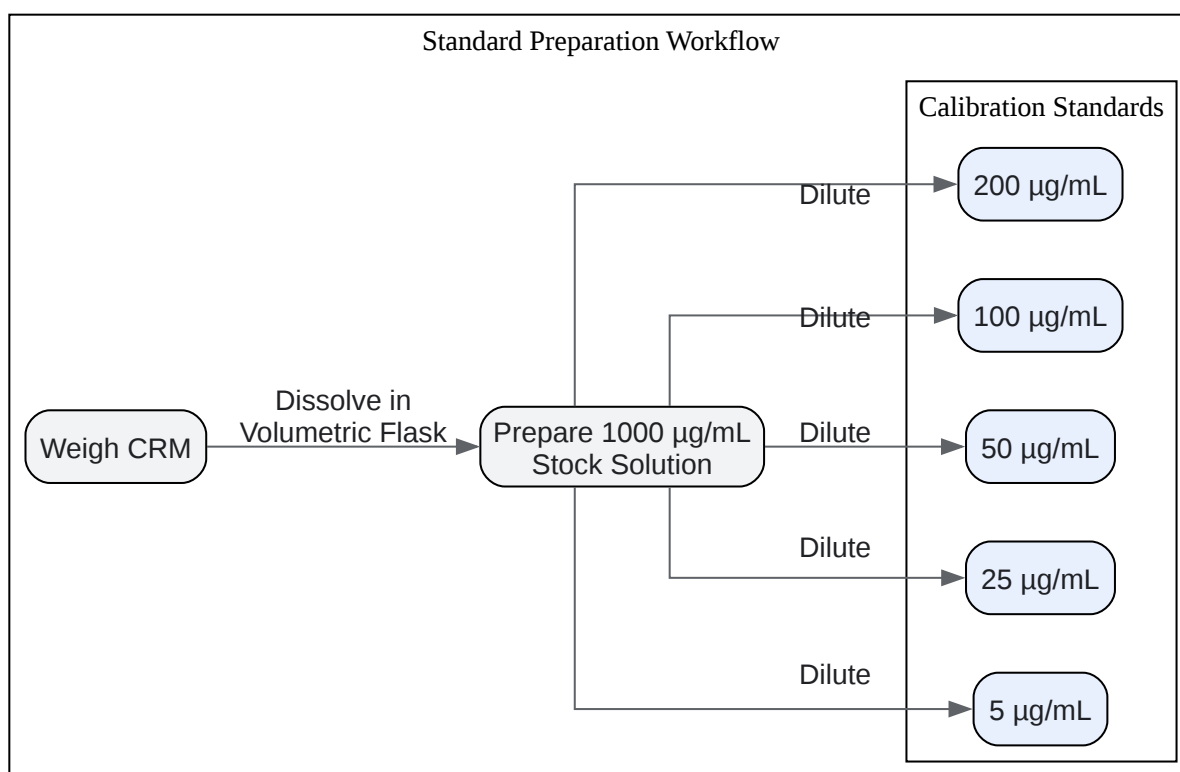 Standard Preparation Workflow
Calibration Standards
200 µg/mL
Dilute
100 µg/mL
Dilute
Dissolve in
Volumetric Flask
Weigh CRM
Prepare 1000 µg/mL
Stock Solution
Dilute
50 µg/mL
Dilute
25 µg/mL
Dilute
5 µg/mL